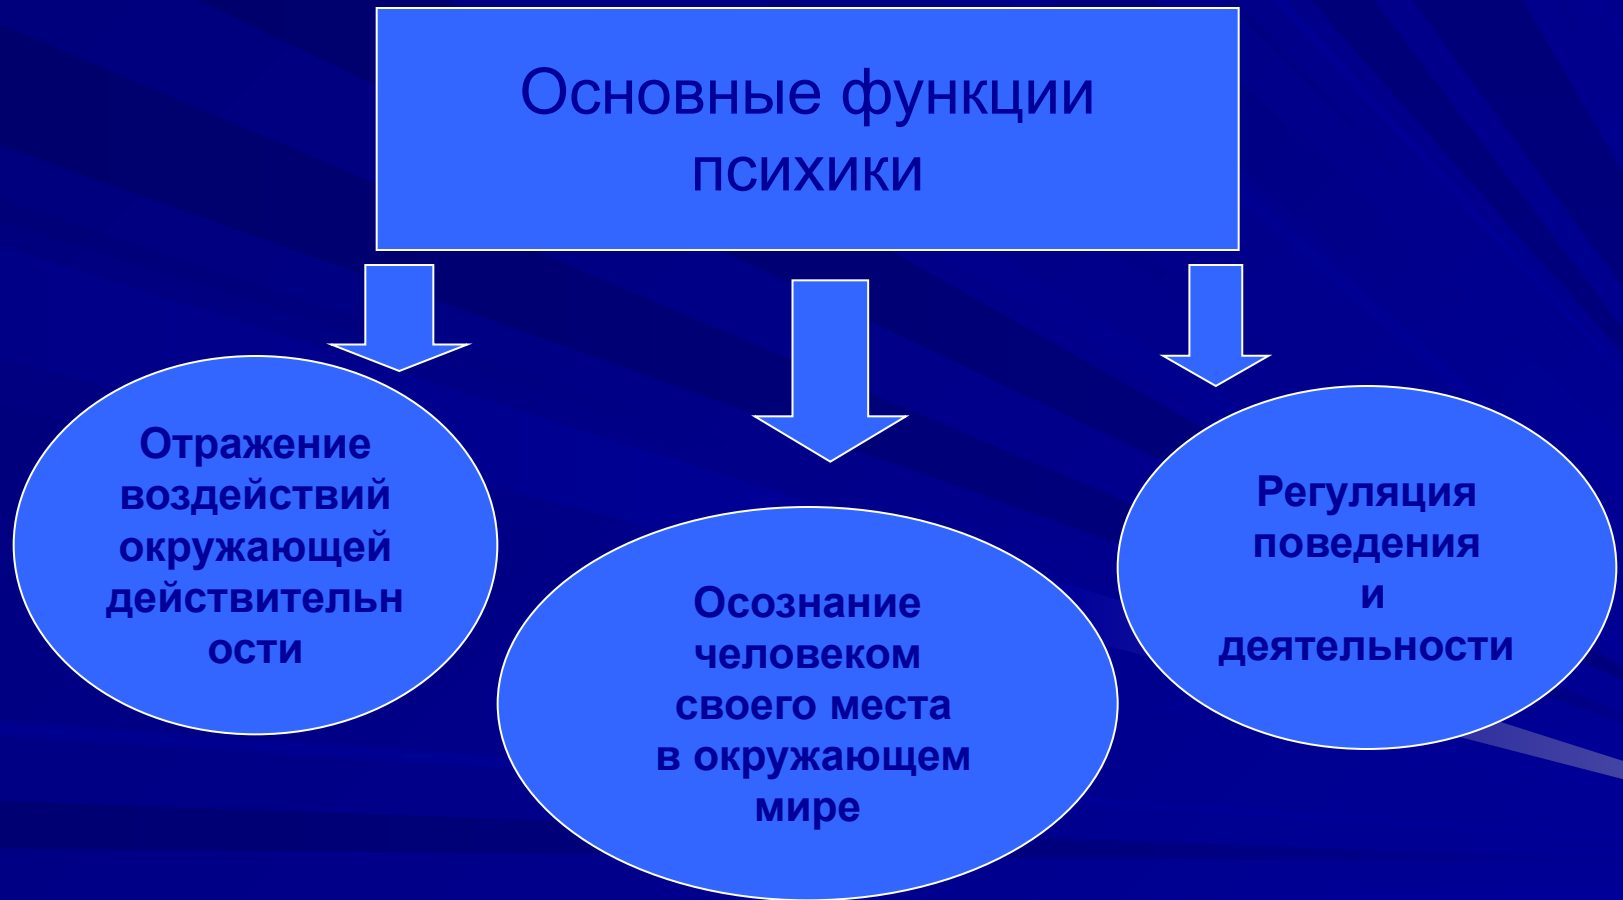 Основные функции
психики
Отражение
воздействий
окружающей
действительн
ости
Осознание
человеком
своего места
в окружающем
мире
Регуляция
поведения
и
деятельности